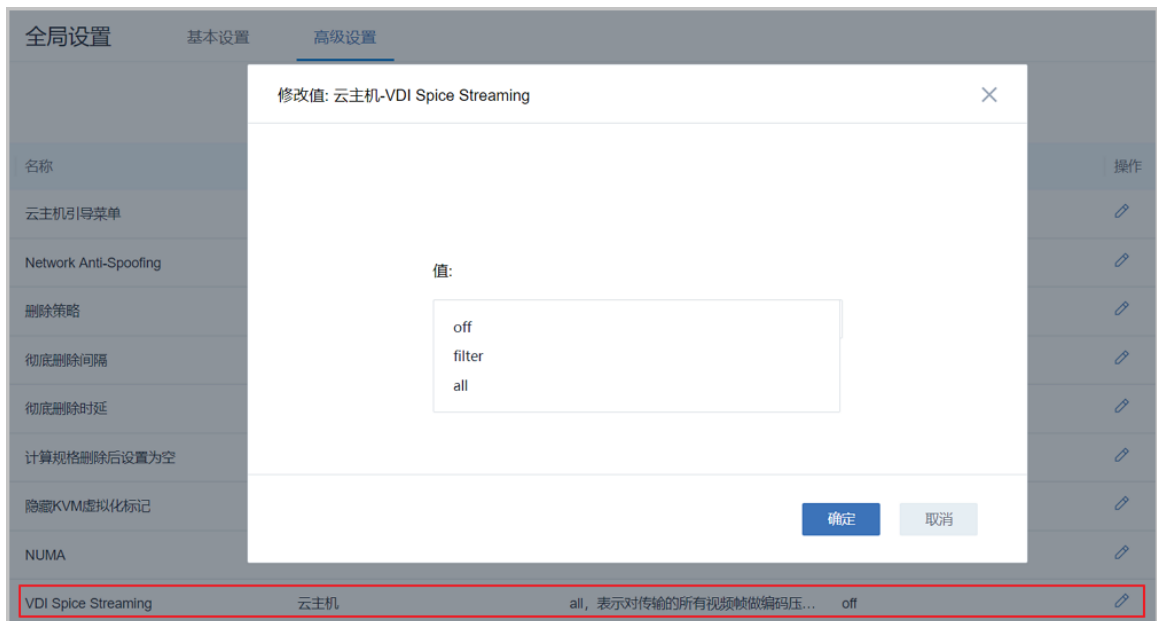 全局设置 基本设置 高级设置
修改值: 云主机-VDI Spice Streaming
名称 操作
云主机引导菜单
Network Anti-Spoofing
值:
删除策略
off
filter
彻底删除间隔
all
彻底删除时延
计算规格删除后设置为空
隐藏KVM虚拟化标记
确定 取消
NUMA
VDI Spice Streaming 云主机 all，表示对传输的所有视频帧做编码压... off